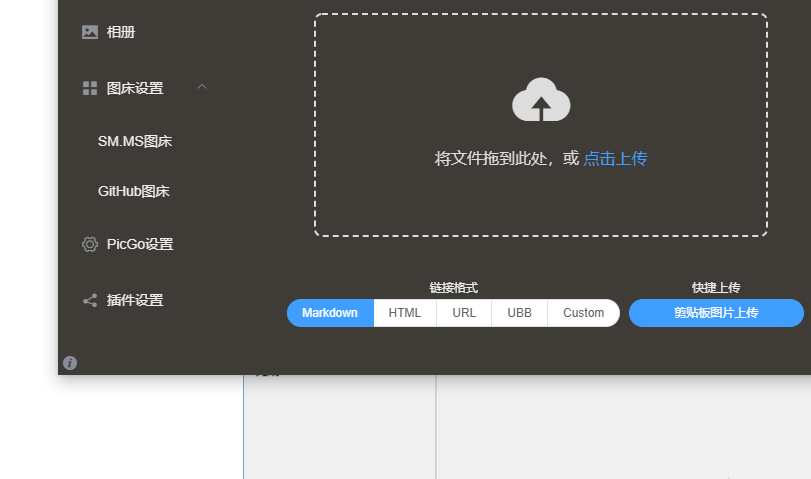 相册
图床设置
SM.MS图床
GitHub图床
PicGo设置
插件设置
将文件拖到此处，或 点击上传
链接格式
快捷上传
Markdown HTML URL UBB Custom
剪贴板图片上传